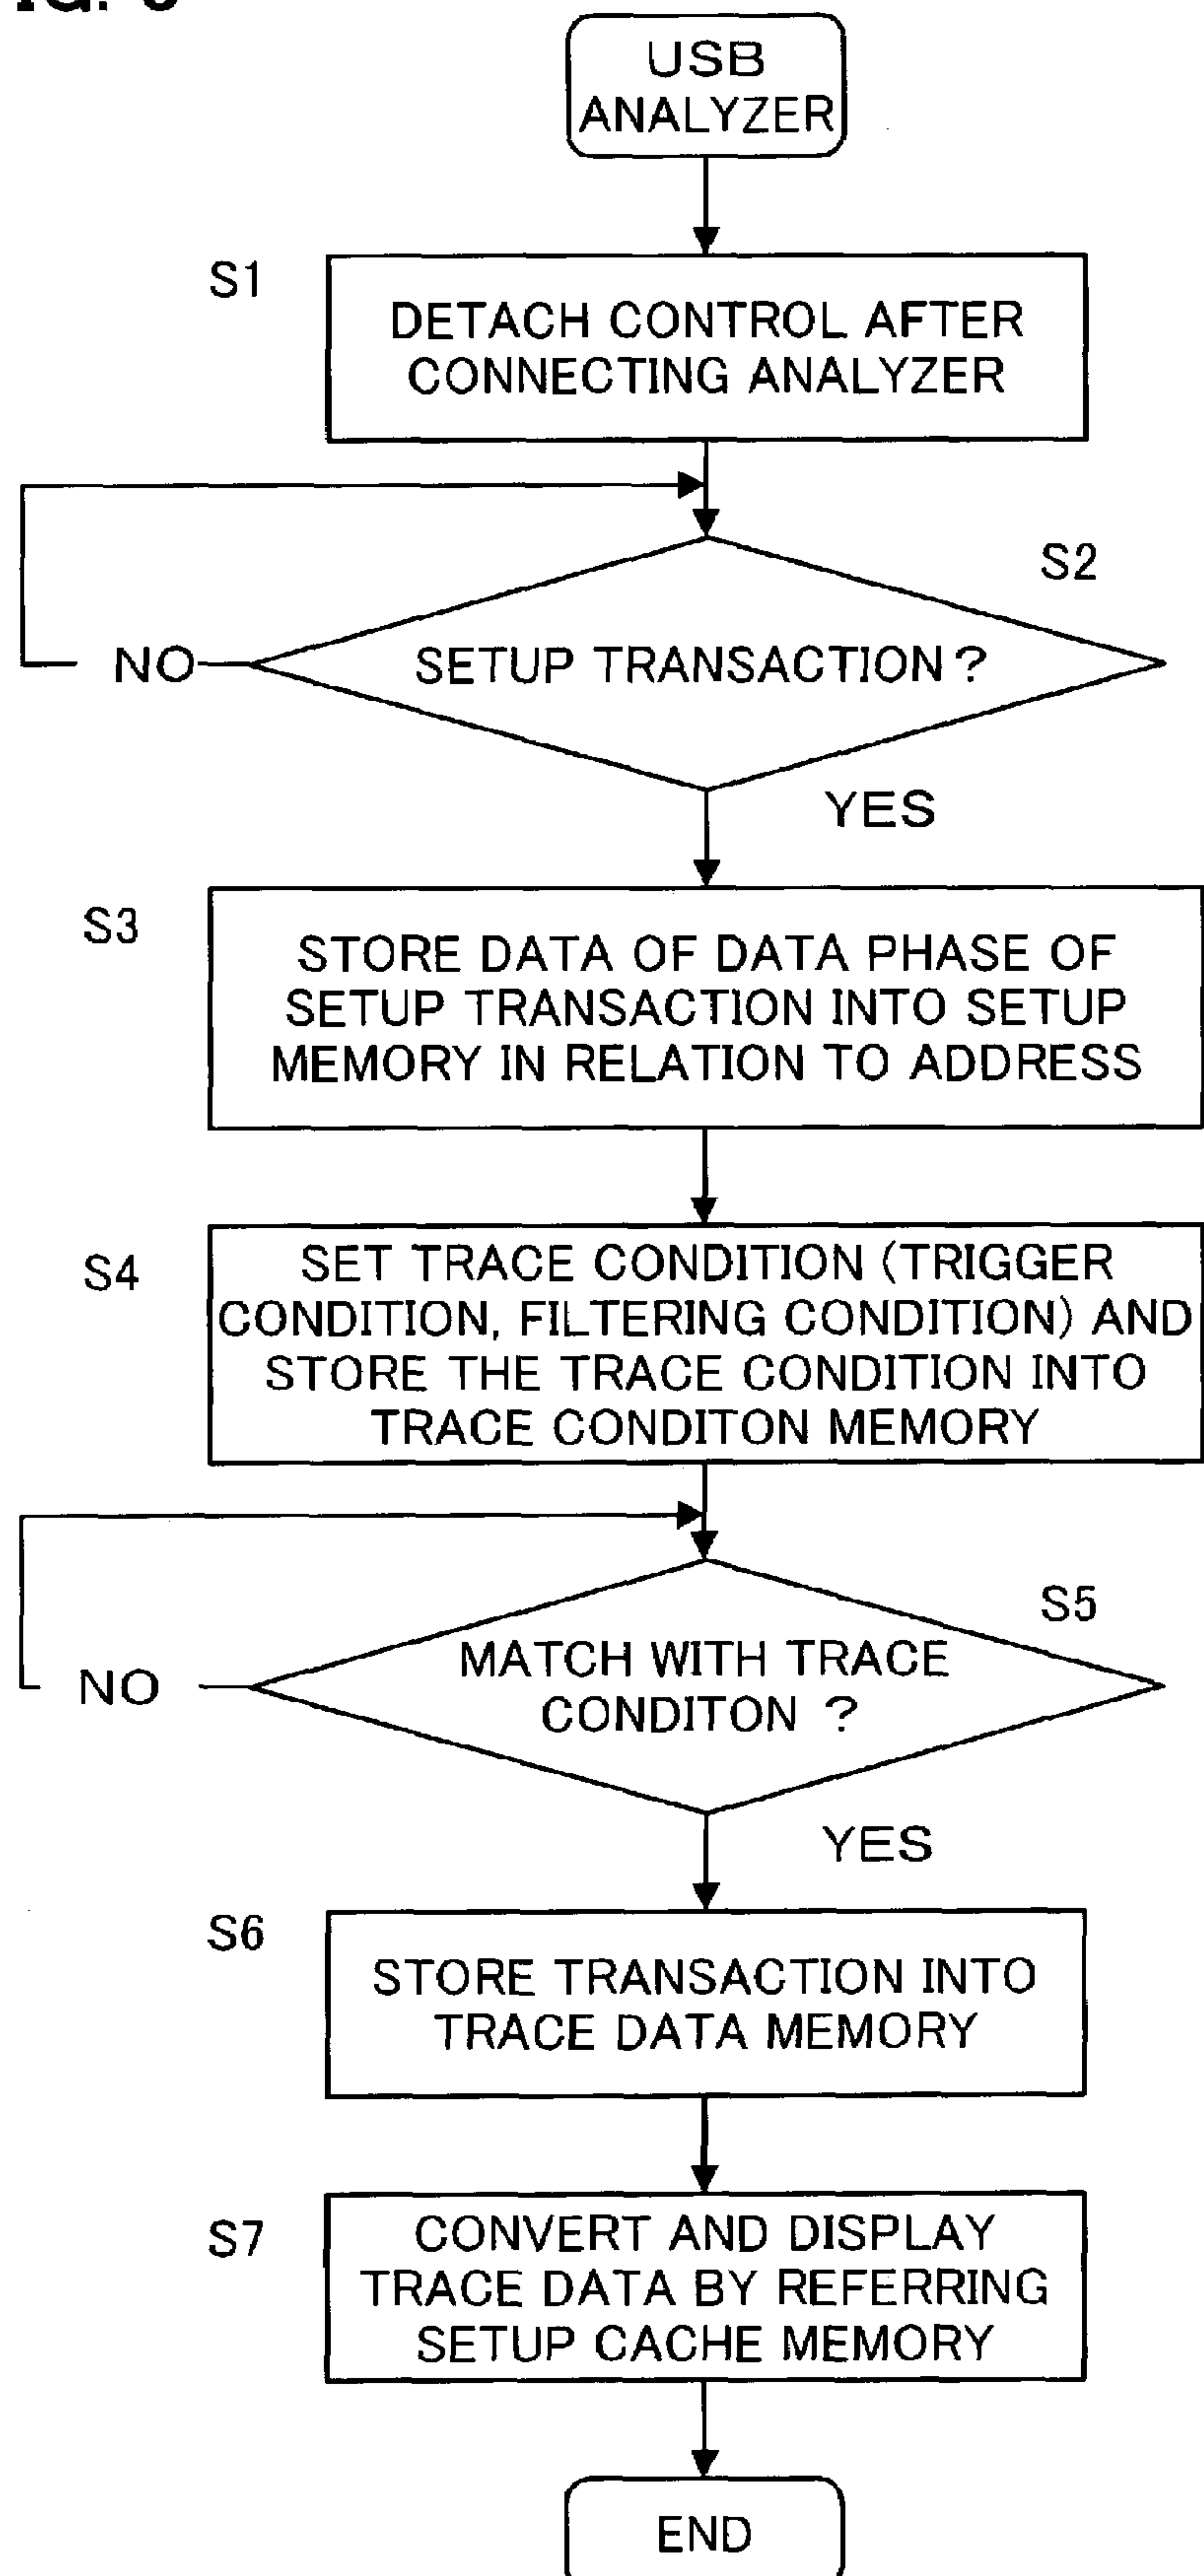 USB
ANALYZER
S1
DETACH CONTROL AFTER
CONNECTING ANALYZER
S2
NO
SETUP TRANSACTION?
YES
S3
STORE DATA OF DATA PHASE OF
SETUP TRANSACTION INTO SETUP
MEMORY IN RELATION TO ADDRESS
S4
SET TRACE CONDITION (TRIGGER
CONDITION, FILTERING CONDITION) AND
STORE THE TRACE CONDITION INTO
TRACE CONDITON MEMORY
S5
NO
MATCH WITH TRACE
CONDITON ?
YES
S6
STORE TRANSACTION INTO
TRACE DATA MEMORY
S7
CONVERT AND DISPLAY
TRACE DATA BY REFERRING
SETUP CACHE MEMORY
END